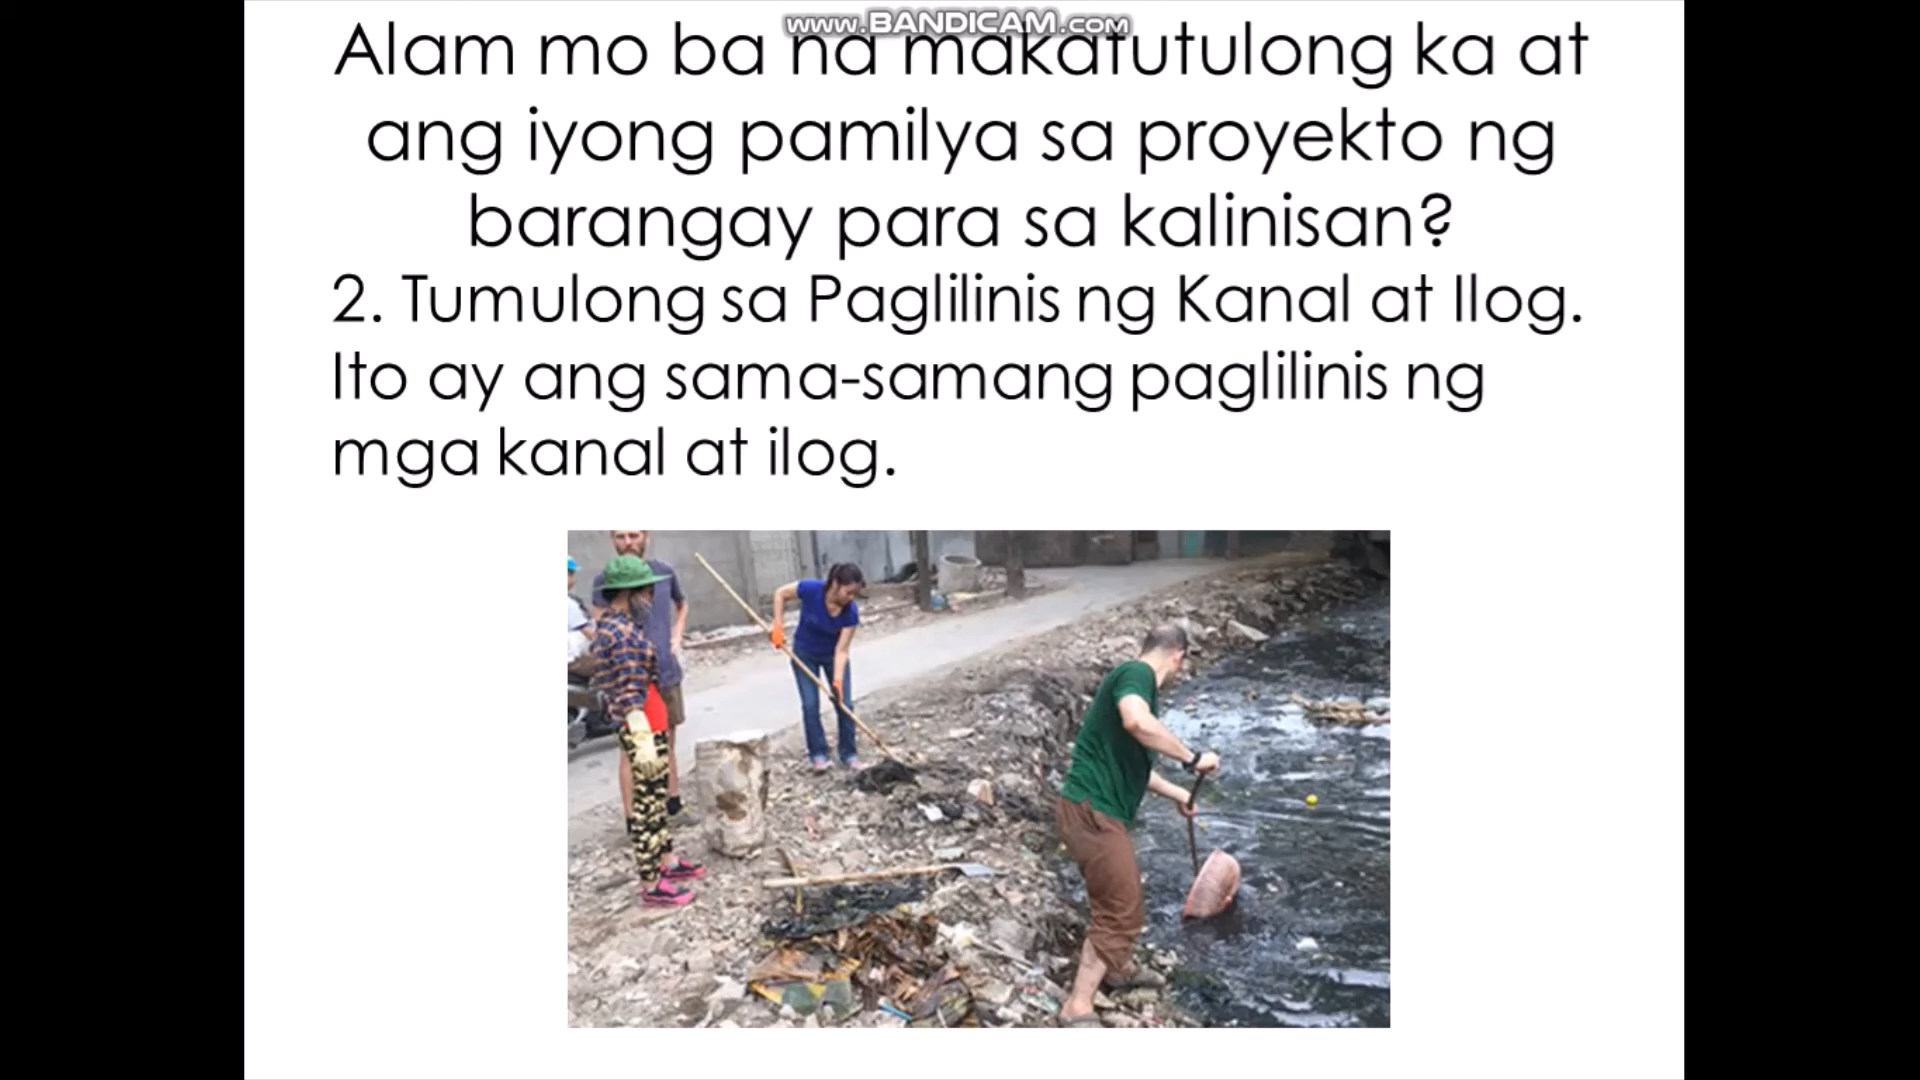 www.BANDICAM.com
Alam mo ba na makatutulong ka at
ang iyong pamilya sa proyekto ng
barangay para sa kalinisan?
2. Tumulong sa Paglilinis ng Kanal at Ilog.
Ito ay ang sama-samang paglilinis ng
mga kanal at ilog.